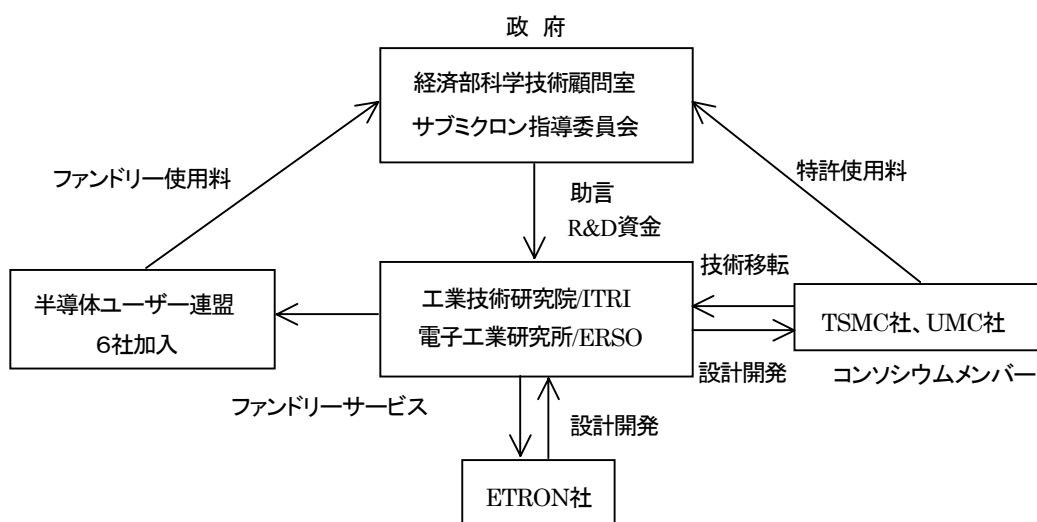 政 府
経済部科学技術顧問室
サブミクロン指導委員会
ファンドリー使用料
特許使用料
助言
R&D資金
技術移転
半導体ユーザー連盟
６社加入
工業技術研究院/ITRI
電子工業研究所/ERSO
TSMC社、UMC社
設計開発
コンソシウムメンバー
ファンドリーサービス
設計開発
ETRON社